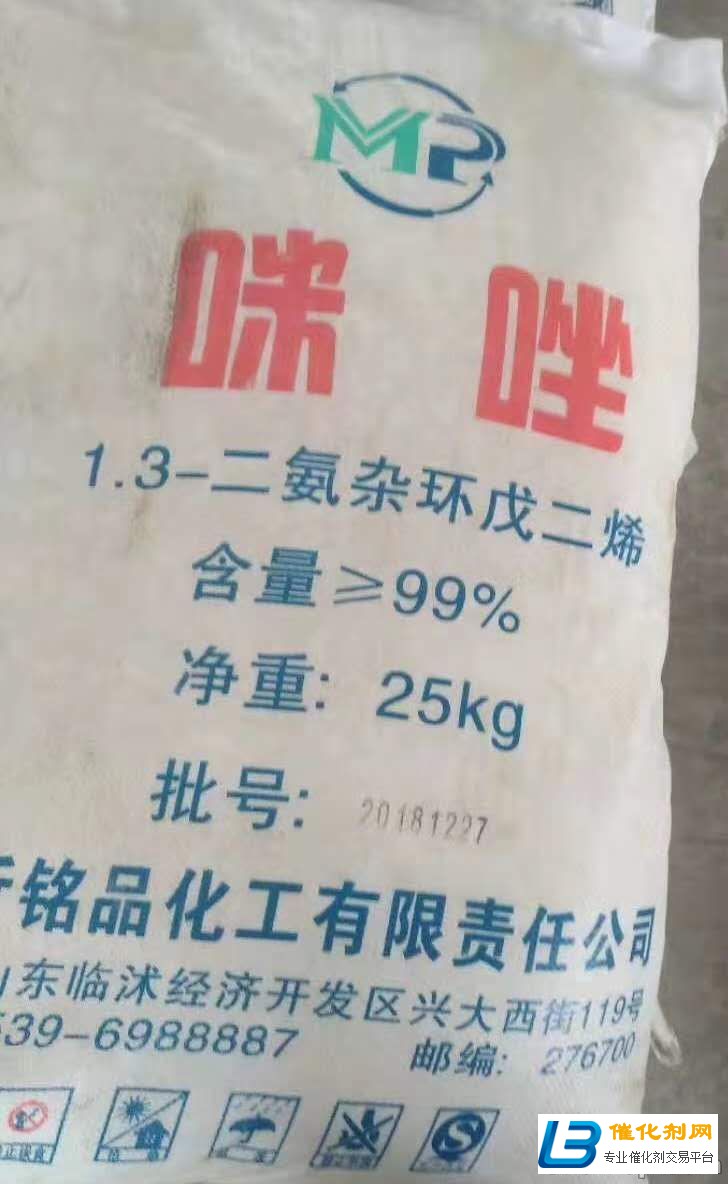 MP
咪唑
1.3-二氨杂环戊二烯
含量≥99%
净重: 25kg
批号: 20181227
铭品化工有限责任公司
东临沭经济开发区兴大西街119号
539-6988887
邮编: 276700
催化剂网
专业催化剂交易平台